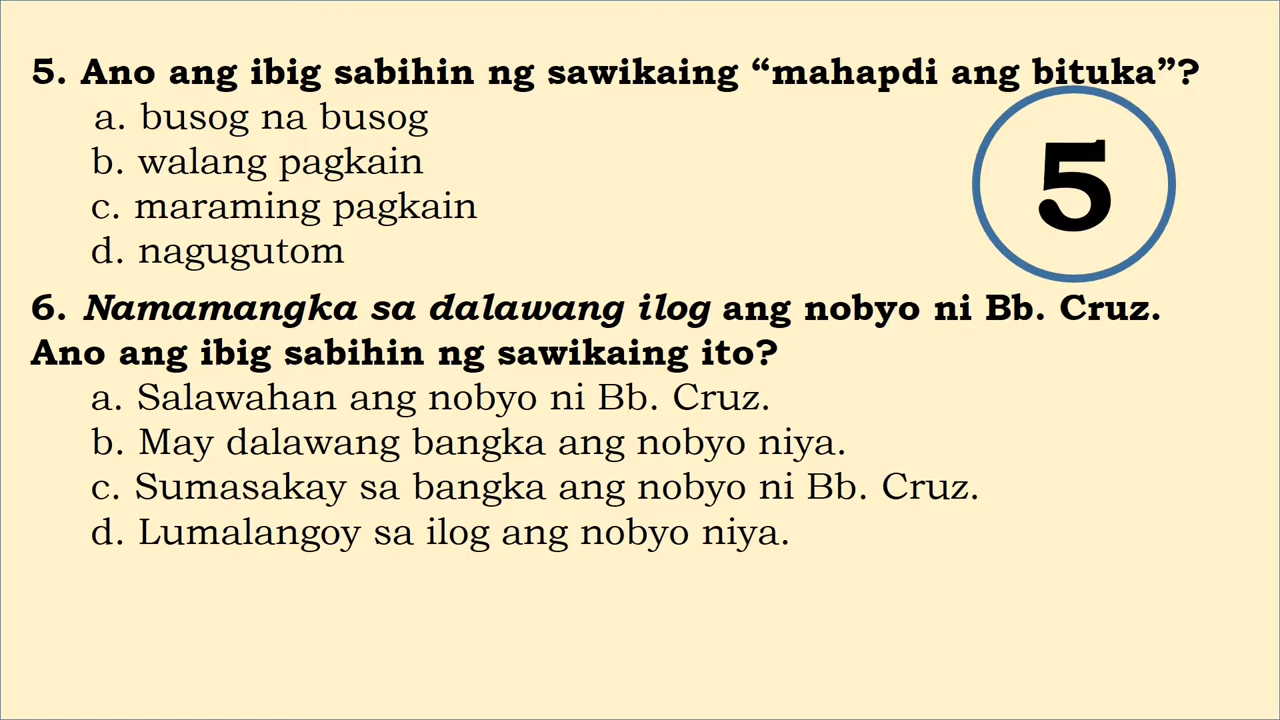 5. Ano ang ibig sabihin ng sawikaing “mahapdi ang bituka”?
a. busog na busog
b. walang pagkain
c. maraming pagkain
d. nagugutom
5
6. Namamangka sa dalawang ilog ang nobyo ni Bb. Cruz.
Ano ang ibig sabihin ng sawikaing ito?
a. Salawahan ang nobyo ni Bb. Cruz.
b. May dalawang bangka ang nobyo niya.
c. Sumasakay sa bangka ang nobyo ni Bb. Cruz.
d. Lumalangoy sa ilog ang nobyo niya.